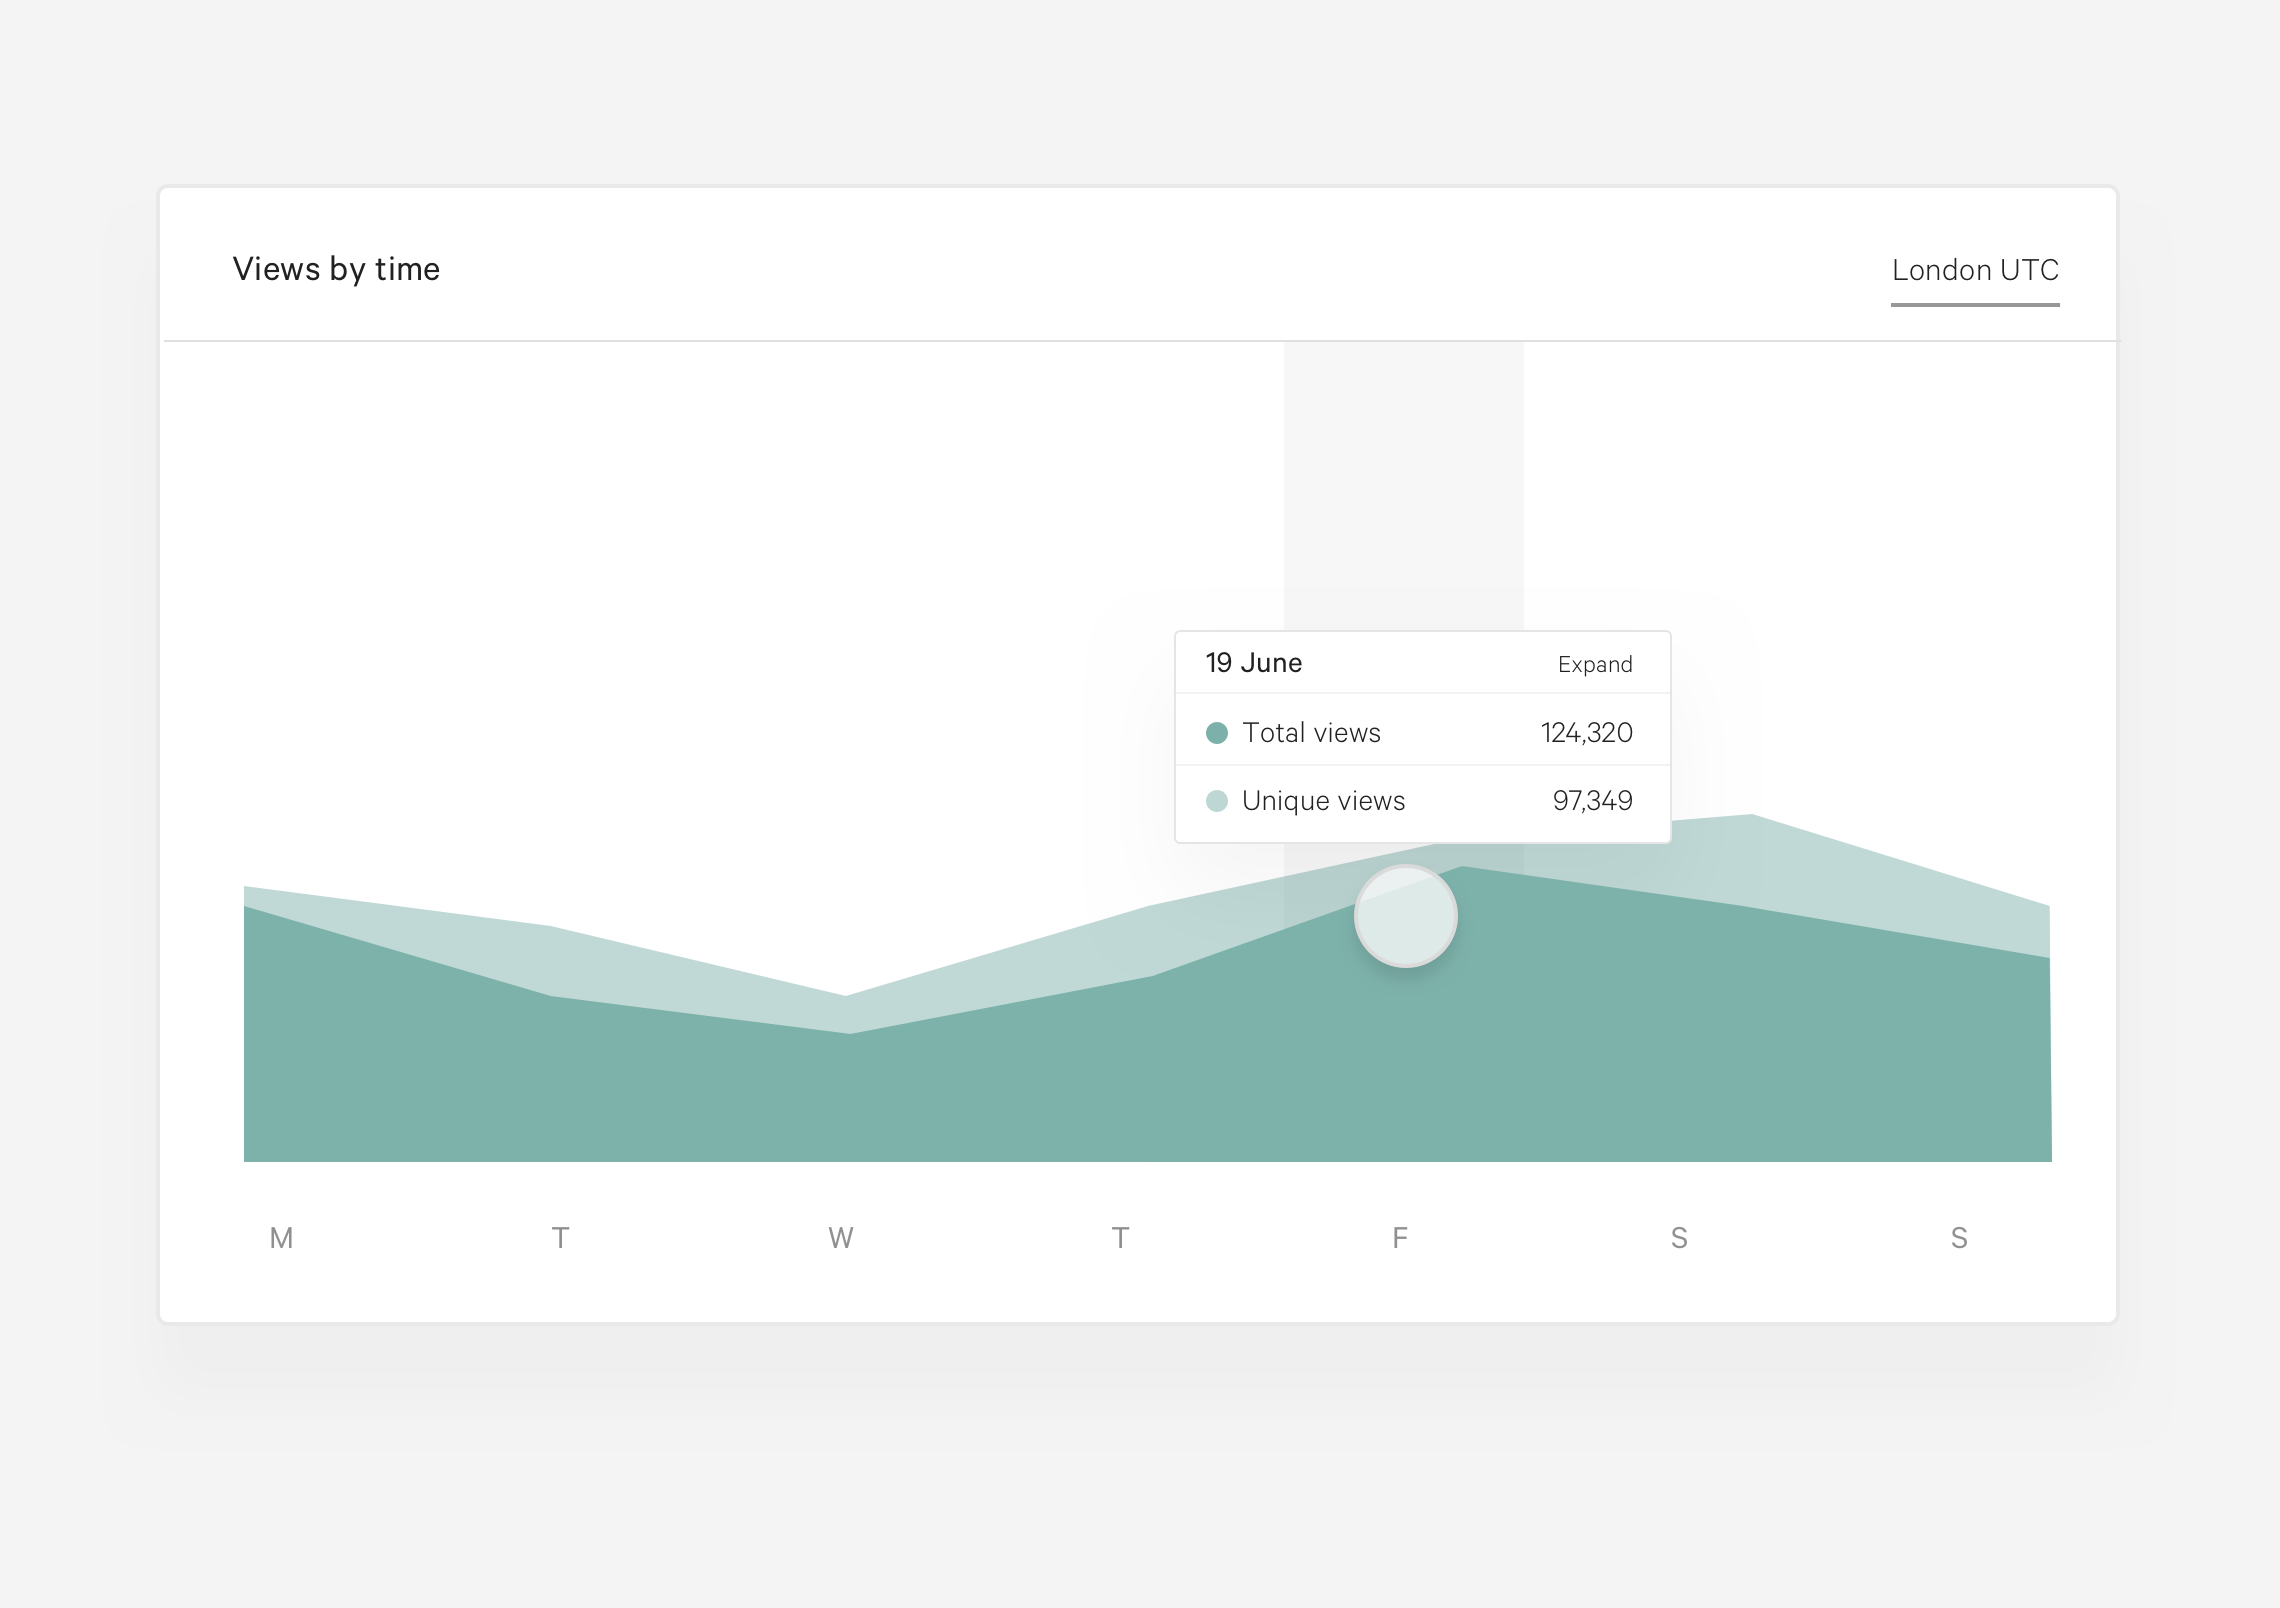 Views by time
London UTC
19 June Expand
Total views 124,320
Unique views 97,349
M T W T F S S